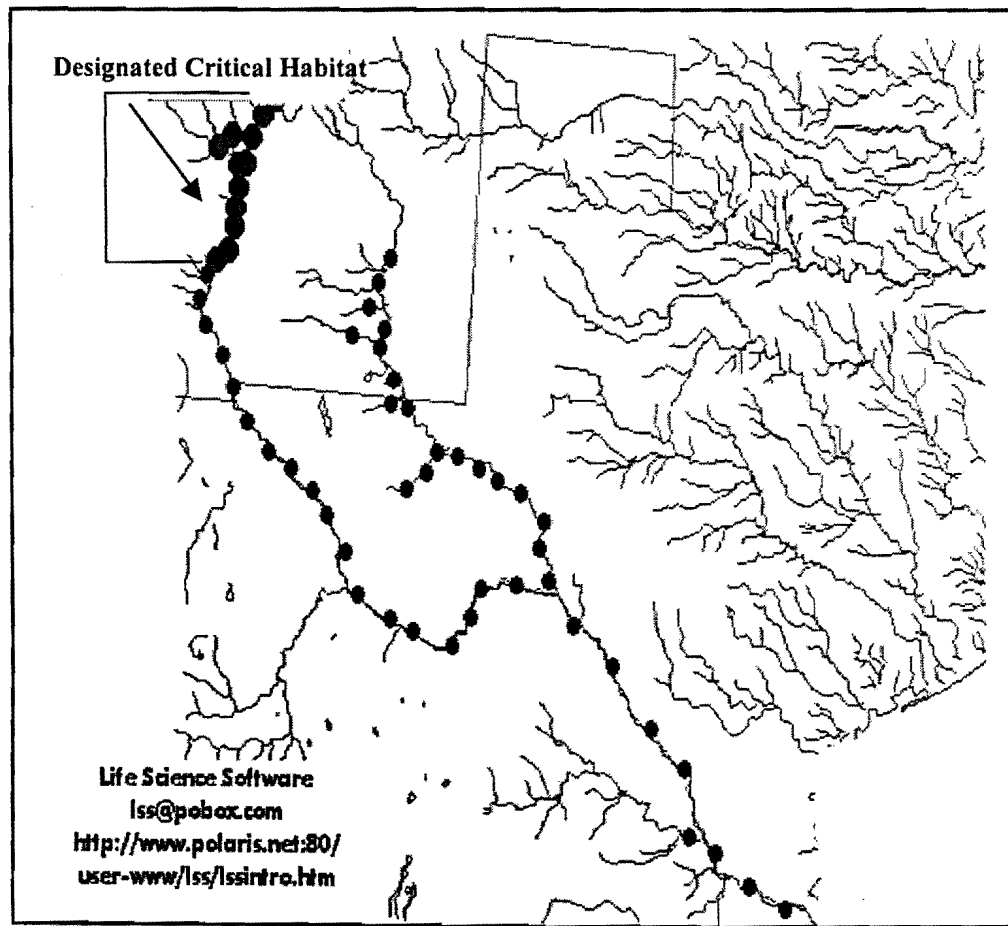 Designated Critical Habitat
Life Science Software
lss@pobox.com
http://www.polaris.net:80/
user-www/lss/lssintro.htm